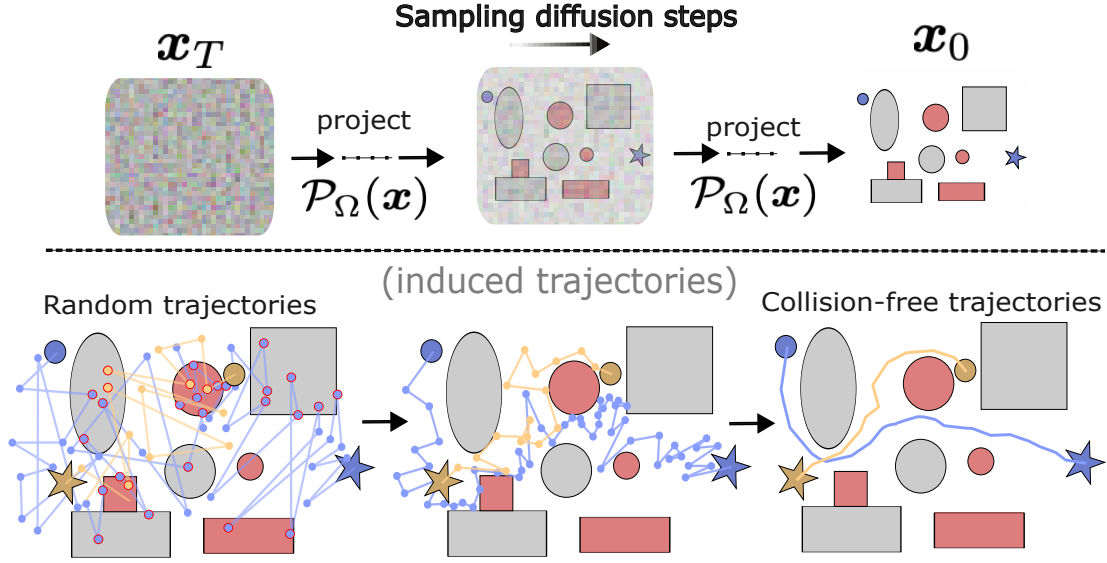 Sampling diffusion steps
𝒙_T
𝒙_0
project
project
𝒫_Ω(𝒙)
𝒫_Ω(𝒙)
(induced trajectories)
Random trajectories
Collision-free trajectories